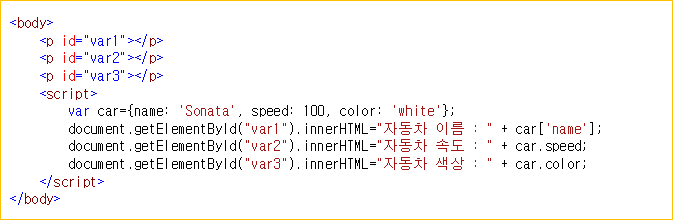 <body>
<p id="var1"></p>
<p id="var2"></p>
<p id="var3"></p>
<script>
var car={name: 'Sonata', speed: 100, color: 'white'};
document.getElementById("var1").innerHTML="자동차 이름 : " + car['name'];
document.getElementById("var2").innerHTML="자동차 속도 : " + car.speed;
document.getElementById("var3").innerHTML="자동차 색상 : " + car.color;
</script>
</body>